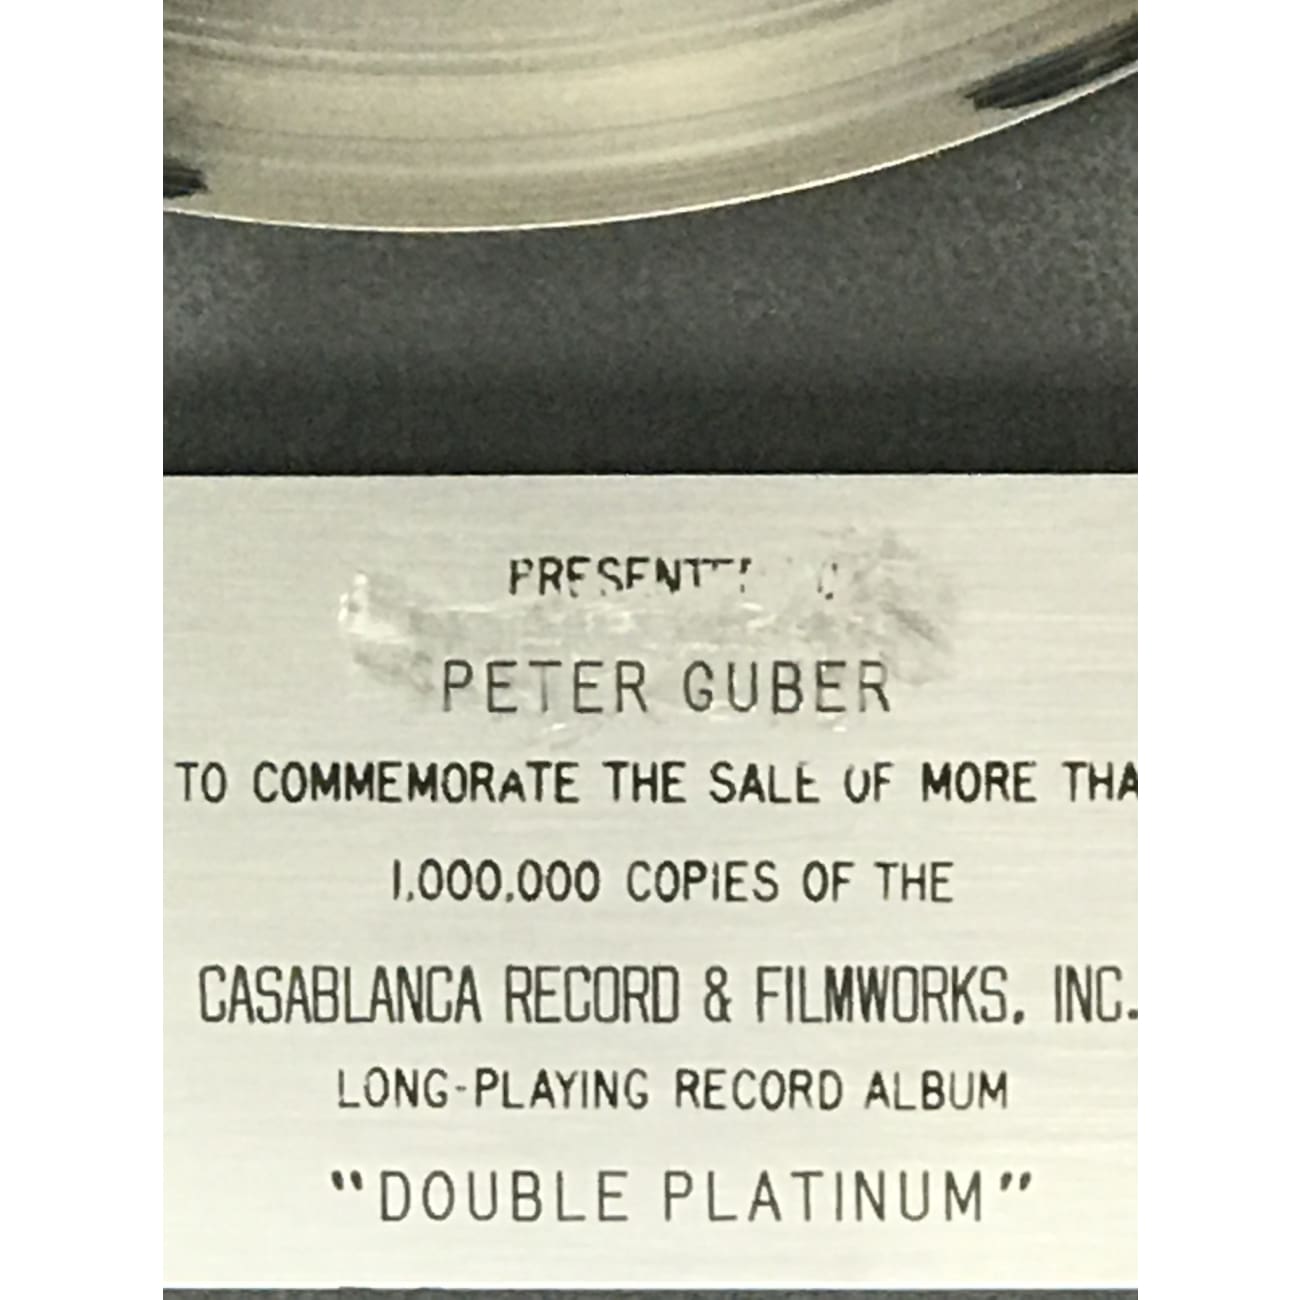 PRESENTED TO
PETER GUBER
TO COMMEMORATE THE SALE OF MORE THA
1,000,000 COPIES OF THE
CASABLANCA RECORD & FILMWORKS, INC.
LONG-PLAYING RECORD ALBUM
"DOUBLE PLATINUM"